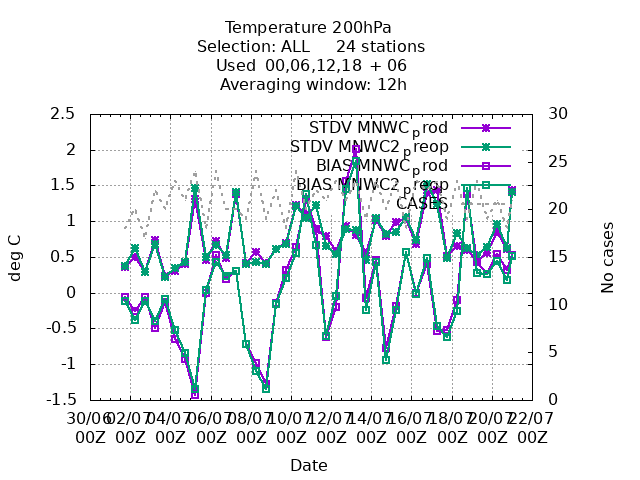 Temperature 200hPa
Selection: ALL 24 stations
Used 00,06,12,18 + 06
Averaging window: 12h
2.5
2
1.5
1
0.5
0
-0.5
-1
-1.5
deg C
30
25
20
15
10
5
0
No cases
STDV MNWCprod
STDV MNWC2preop
BIAS MNWCprod
BIAS MNWC2preop
CASES
30/06 02/07 04/07 06/07 08/07 10/07 12/07 14/07 16/07 18/07 20/07 22/07
00Z 00Z 00Z 00Z 00Z 00Z 00Z 00Z 00Z 00Z 00Z 00Z
Date